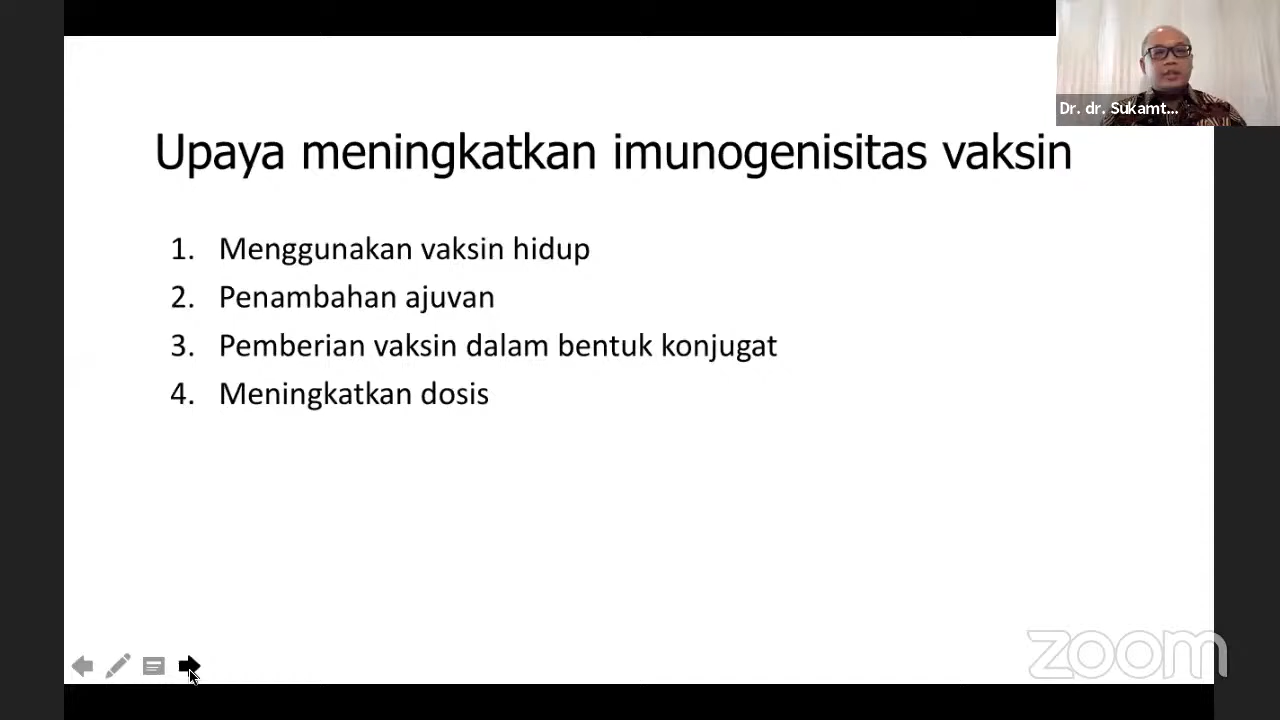 Dr. dr. Sukamt...
Upaya meningkatkan imunogenisitas vaksin
1. Menggunakan vaksin hidup
2. Penambahan ajuvan
3. Pemberian vaksin dalam bentuk konjugat
4. Meningkatkan dosis
zoom